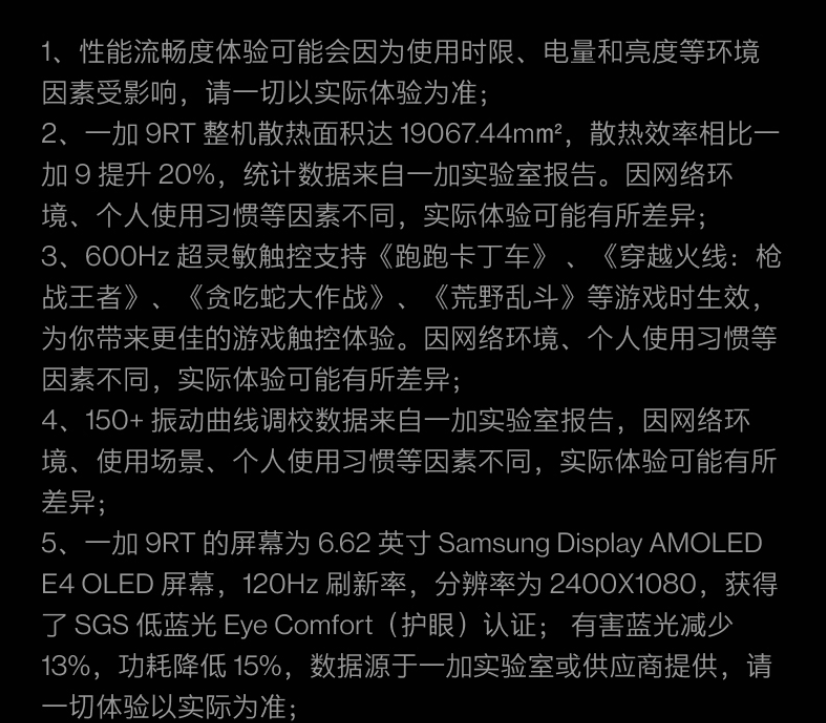 1、性能流畅度体验可能会因为使用时限、电量和亮度等环境
因素受影响，请一切以实际体验为准；
2、一加 9RT 整机散热面积达 19067.44mm²，散热效率相比一
加 9 提升 20%，统计数据来自一加实验室报告。因网络环
境、个人使用习惯等因素不同，实际体验可能有所差异；
3、600Hz 超灵敏触控支持《跑跑卡丁车》 、《穿越火线：枪
战王者》、《贪吃蛇大作战》、《荒野乱斗》等游戏时生效，
为你带来更佳的游戏触控体验。因网络环境、个人使用习惯等
因素不同，实际体验可能有所差异；
4、150+ 振动曲线调校数据来自一加实验室报告，因网络环
境、使用场景、个人使用习惯等因素不同，实际体验可能有所
差异；
5、一加 9RT 的屏幕为 6.62 英寸 Samsung Display AMOLED
E4 OLED 屏幕，120Hz 刷新率，分辨率为 2400X1080，获得
了 SGS 低蓝光 Eye Comfort（护眼）认证； 有害蓝光减少
13%，功耗降低 15%，数据源于一加实验室或供应商提供，请
一切体验以实际为准；